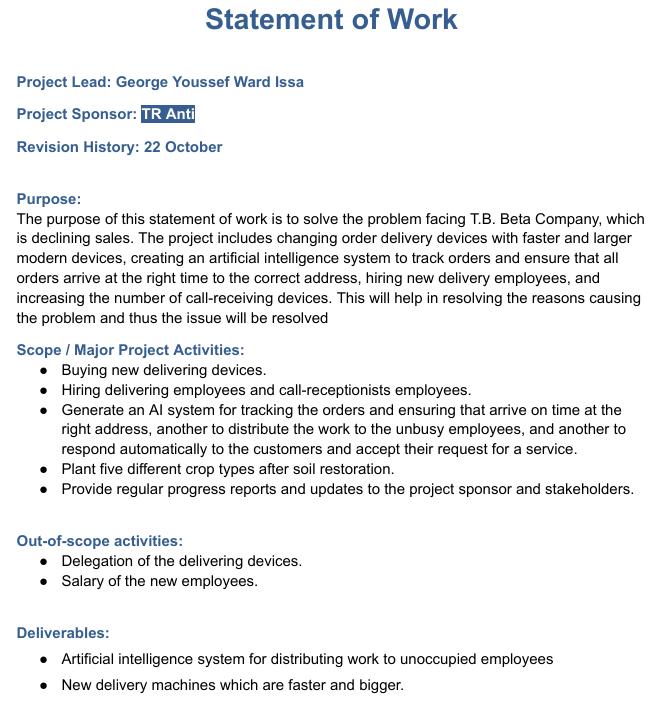 Statement of Work
Project Lead: George Youssef Ward Issa
Project Sponsor: TR Anti
Revision History: 22 October
Purpose:
The purpose of this statement of work is to solve the problem facing T.B. Beta Company, which
is declining sales. The project includes changing order delivery devices with faster and larger
modern devices, creating an artificial intelligence system to track orders and ensure that all
orders arrive at the right time to the correct address, hiring new delivery employees, and
increasing the number of call-receiving devices. This will help in resolving the reasons causing
the problem and thus the issue will be resolved
Scope / Major Project Activities:
● Buying new delivering devices.
● Hiring delivering employees and call-receptionists employees.
● Generate an AI system for tracking the orders and ensuring that arrive on time at the
right address, another to distribute the work to the unbusy employees, and another to
respond automatically to the customers and accept their request for a service.
● Plant five different crop types after soil restoration.
● Provide regular progress reports and updates to the project sponsor and stakeholders.
Out-of-scope activities:
● Delegation of the delivering devices.
● Salary of the new employees.
Deliverables:
● Artificial intelligence system for distributing work to unoccupied employees
● New delivery machines which are faster and bigger.